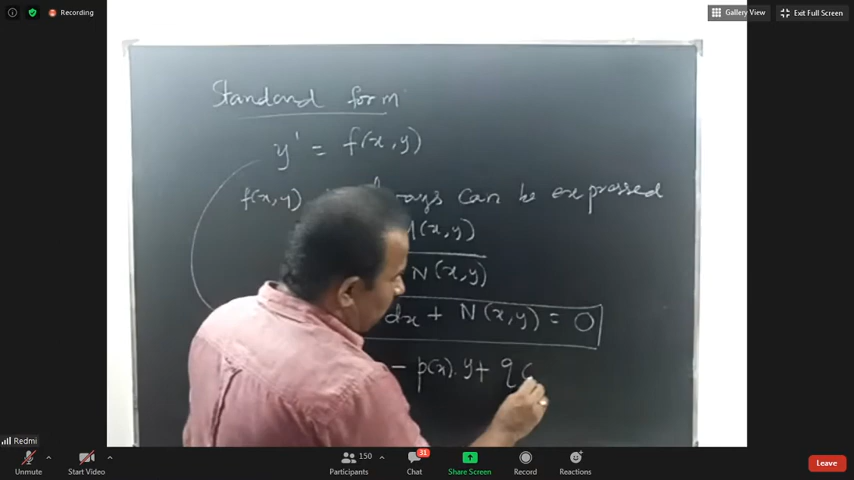 Recording
Gallery View
Exit Full Screen
Standard form
y' = f(x,y)
f(x,y) always can be expressed
M(x,y)
N(x,y)
dx + N(x,y) = 0
- p(x). y + q(
Redmi
Unmute
Start Video
150
Participants
31
Chat
Share Screen
Record
Reactions
Leave